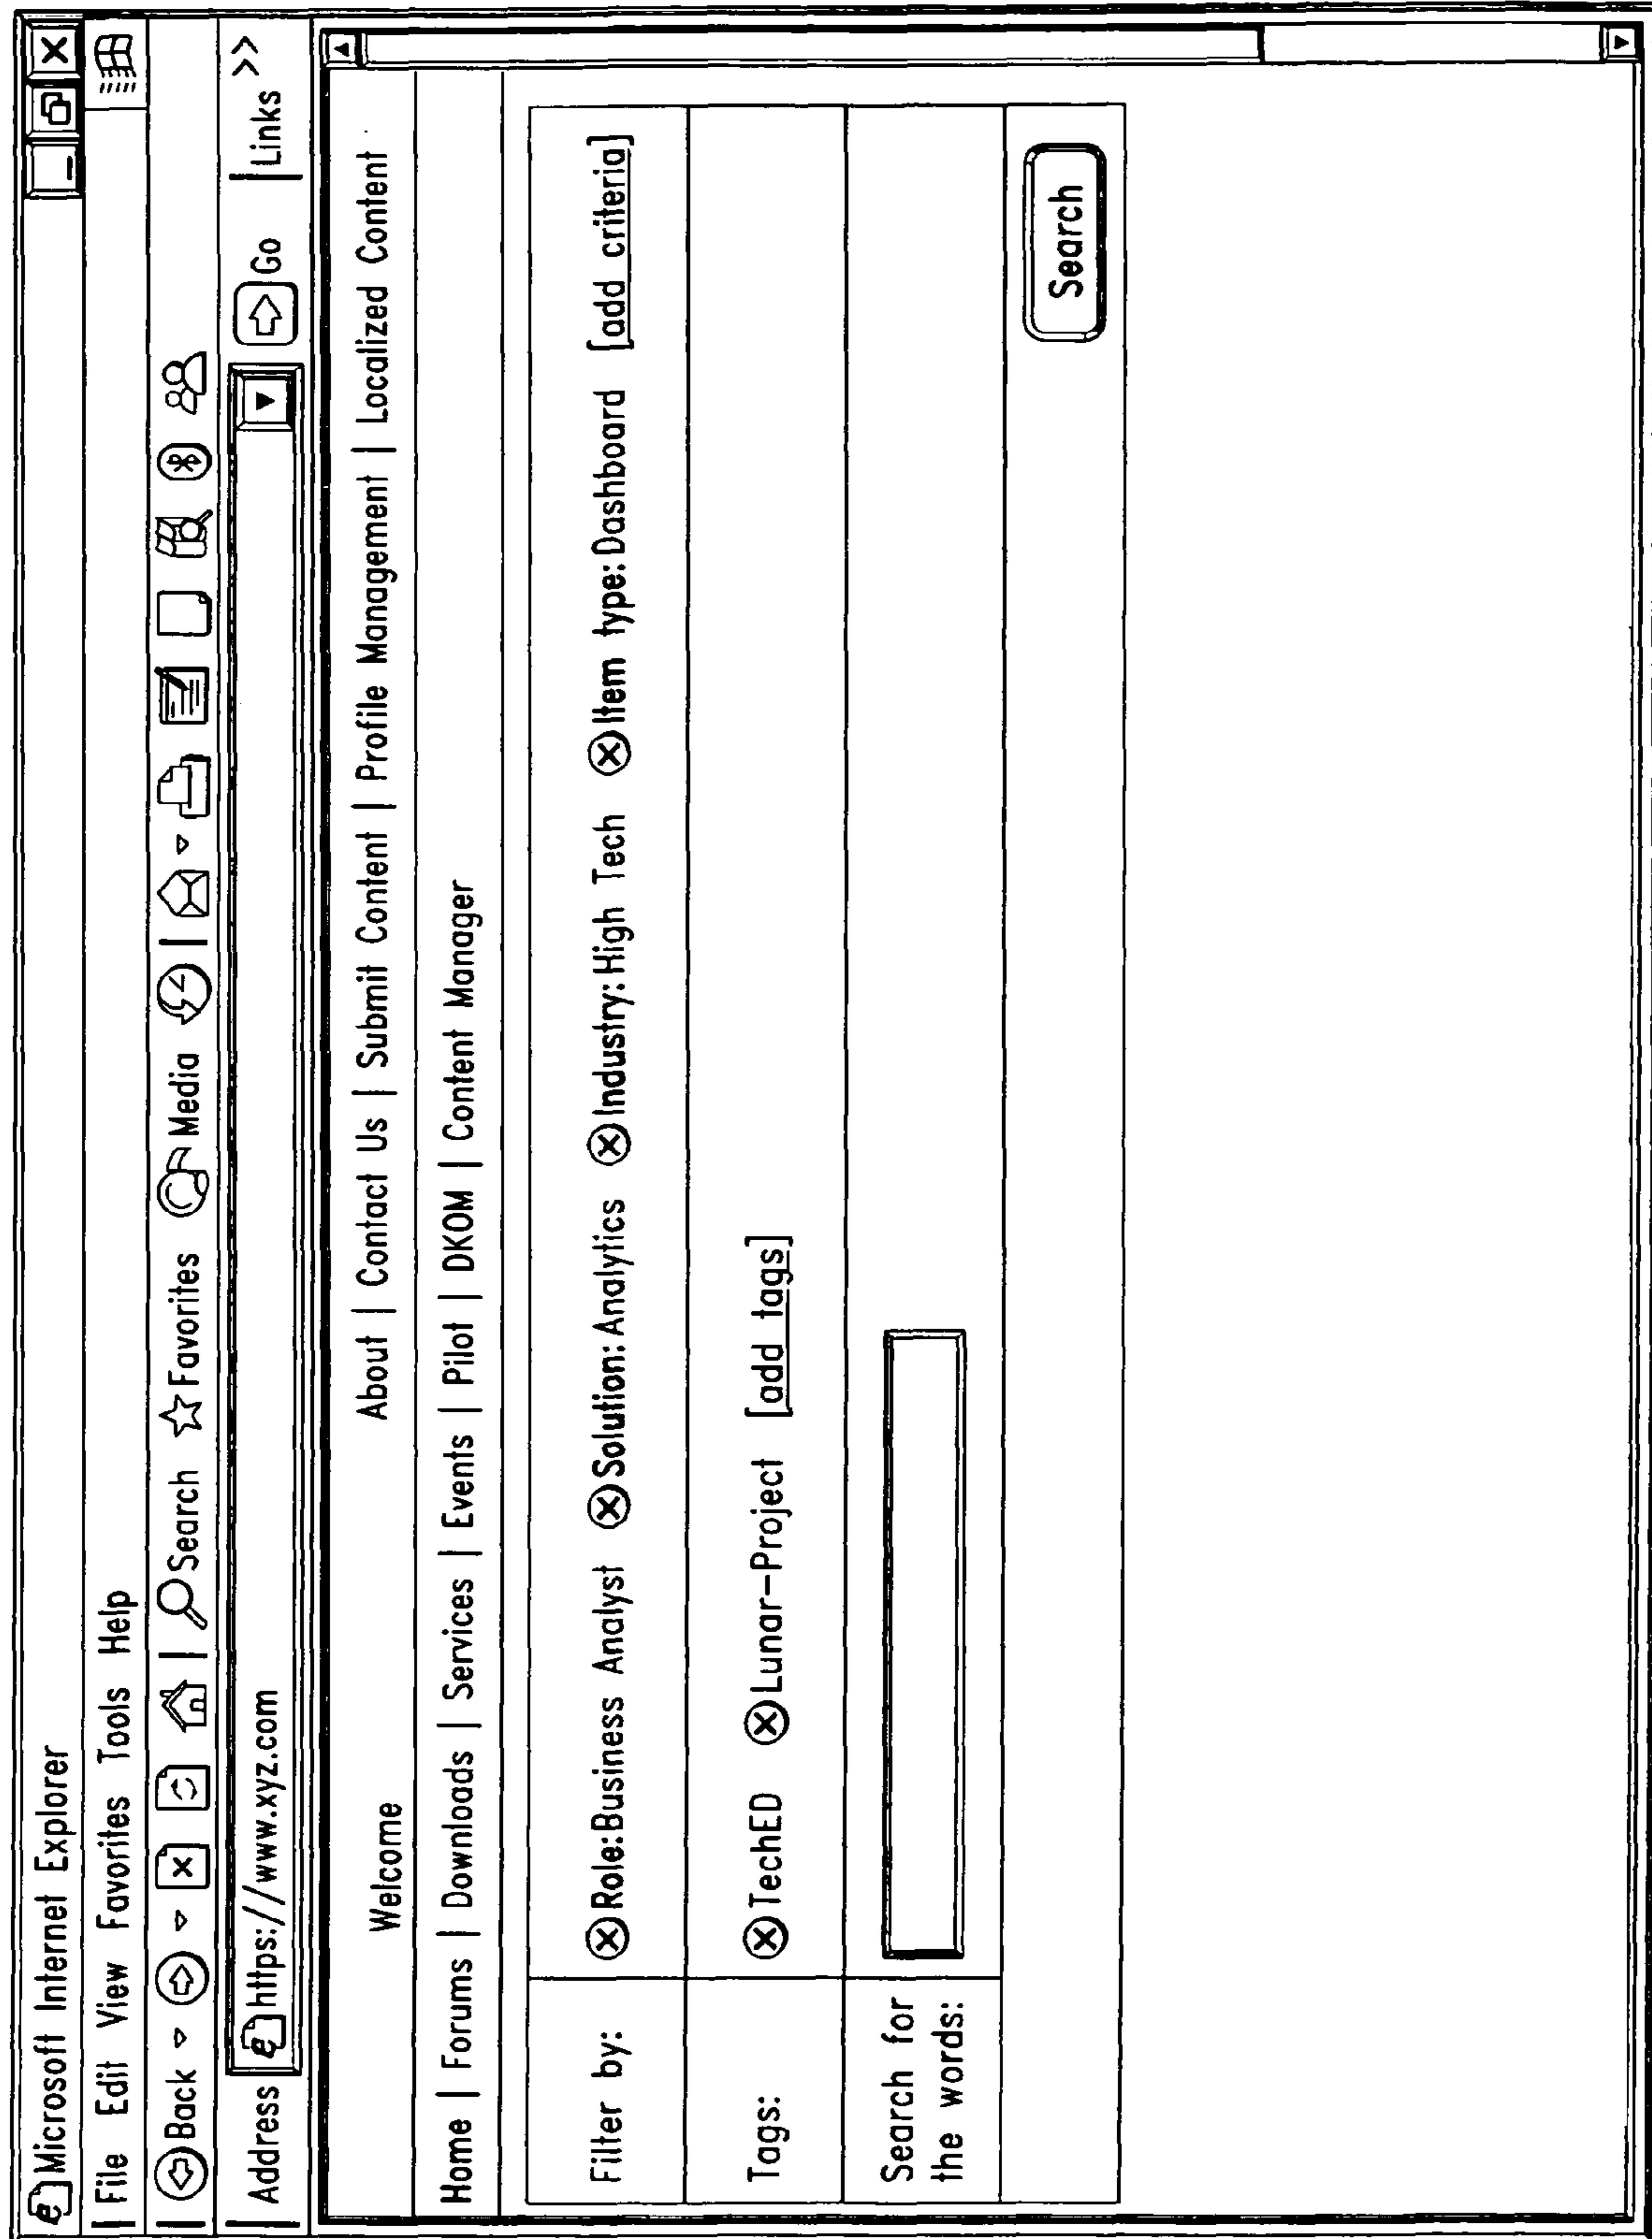 Microsoft Internet Explorer
File Edit View Favorites Tools Help
Back Search Favorites Media
Address https://www.xyz.com Go Links >>
Welcome About | Contact Us | Submit Content | Profile Management | Localized Content
Home | Forums | Downloads | Services | Events | Pilot | DKOM | Content Manager
Filter by: Role:Business Analyst Solution:Analytics Industry:High Tech Item type:Dashboard [add criteria]
Tags: TechED Lunar-Project [add tags]
Search for
the words:
Search